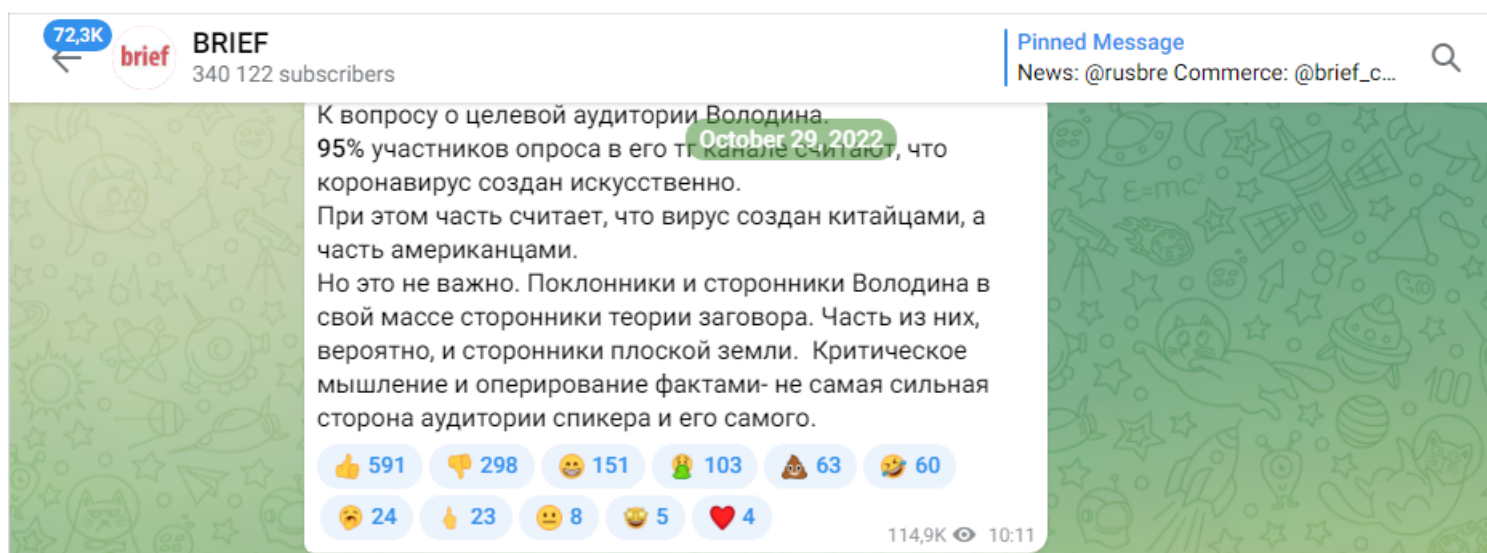 72,3K
brief
BRIEF
340 122 subscribers
Pinned Message
News: @rusbre Commerce: @brief_c...
К вопросу о целевой аудитории Володина.
October 29, 2022
95% участников опроса в его тг канале считают, что
коронавирус создан искусственно.
При этом часть считает, что вирус создан китайцами, а
часть американцами.
Но это не важно. Поклонники и сторонники Володина в
свой массе сторонники теории заговора. Часть из них,
вероятно, и сторонники плоской земли.  Критическое
мышление и оперирование фактами- не самая сильная
сторона аудитории спикера и его самого.
591 298 151 103 63 60
24 23 8 5 4
114,9K 10:11
E=mc²